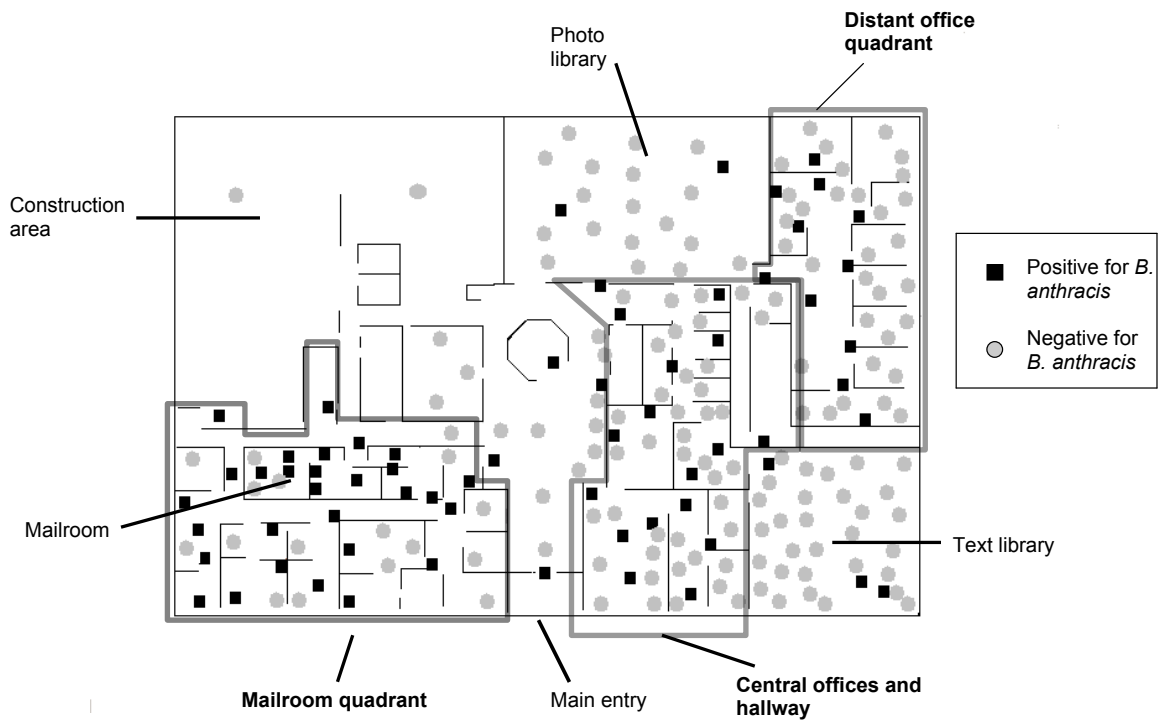 Distant office
quadrant
Photo
library
Construction
area
Positive for B.
anthracis
Negative for
B. anthracis
Mailroom
Text library
Mailroom quadrant
Main entry
Central offices and
hallway